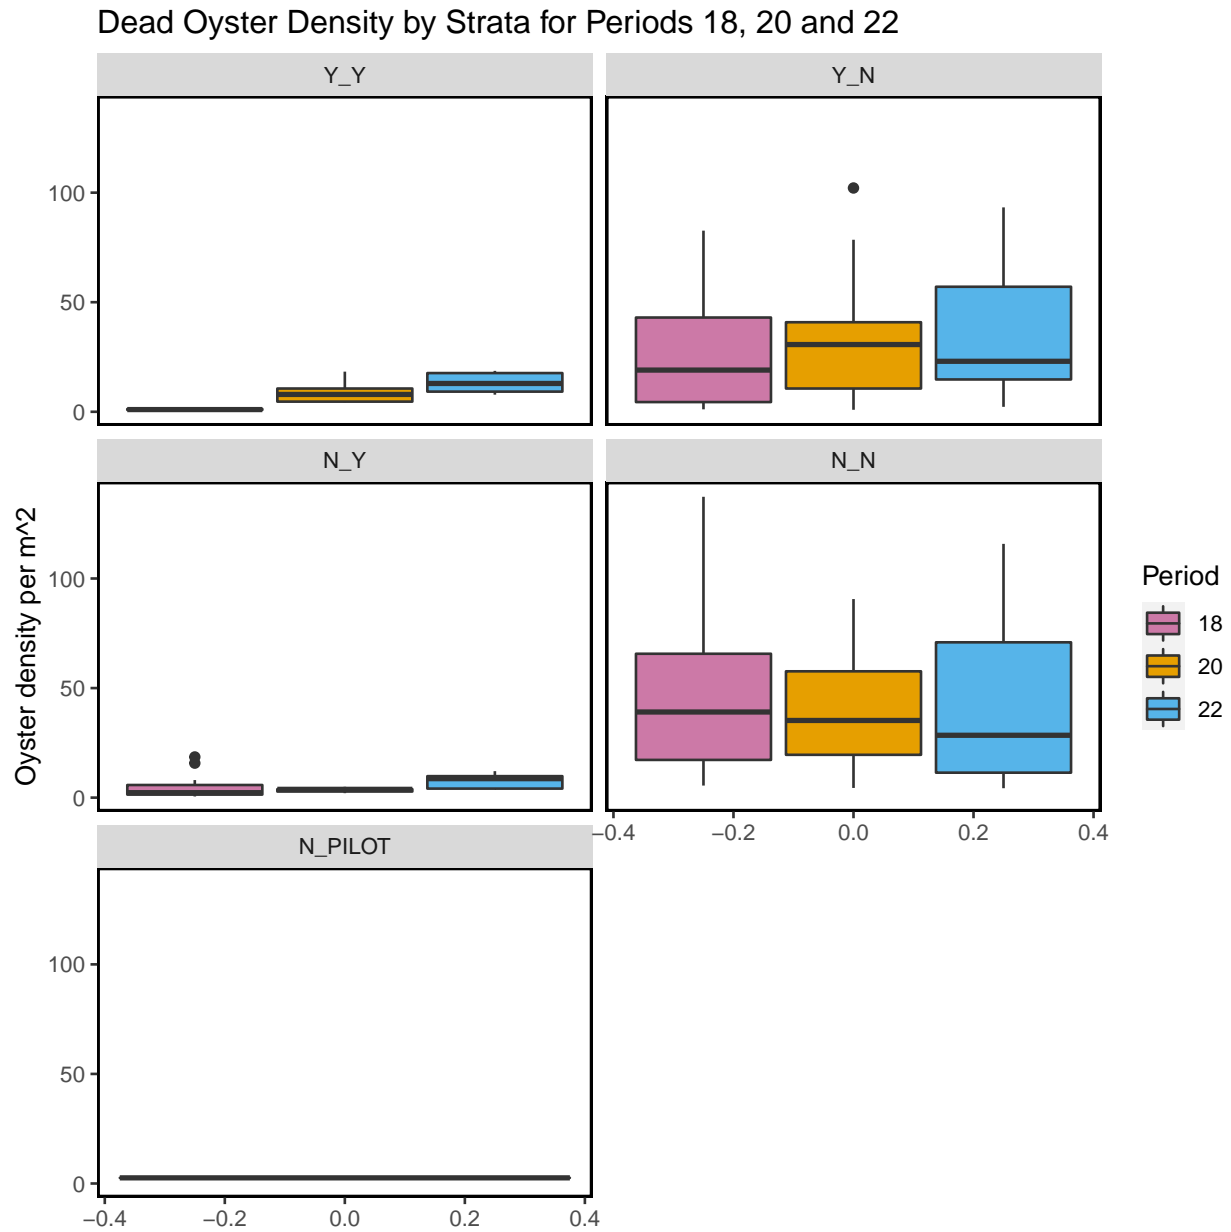 Dead Oyster Density by Strata for Periods 18, 20 and 22
Y_Y
Y_N
100
50
0
N_Y
N_N
100
50
0
−0.4
−0.2
0.0
0.2
0.4
N_PILOT
100
50
0
−0.4
−0.2
0.0
0.2
0.4
Oyster density per m^2
Period
18
20
22